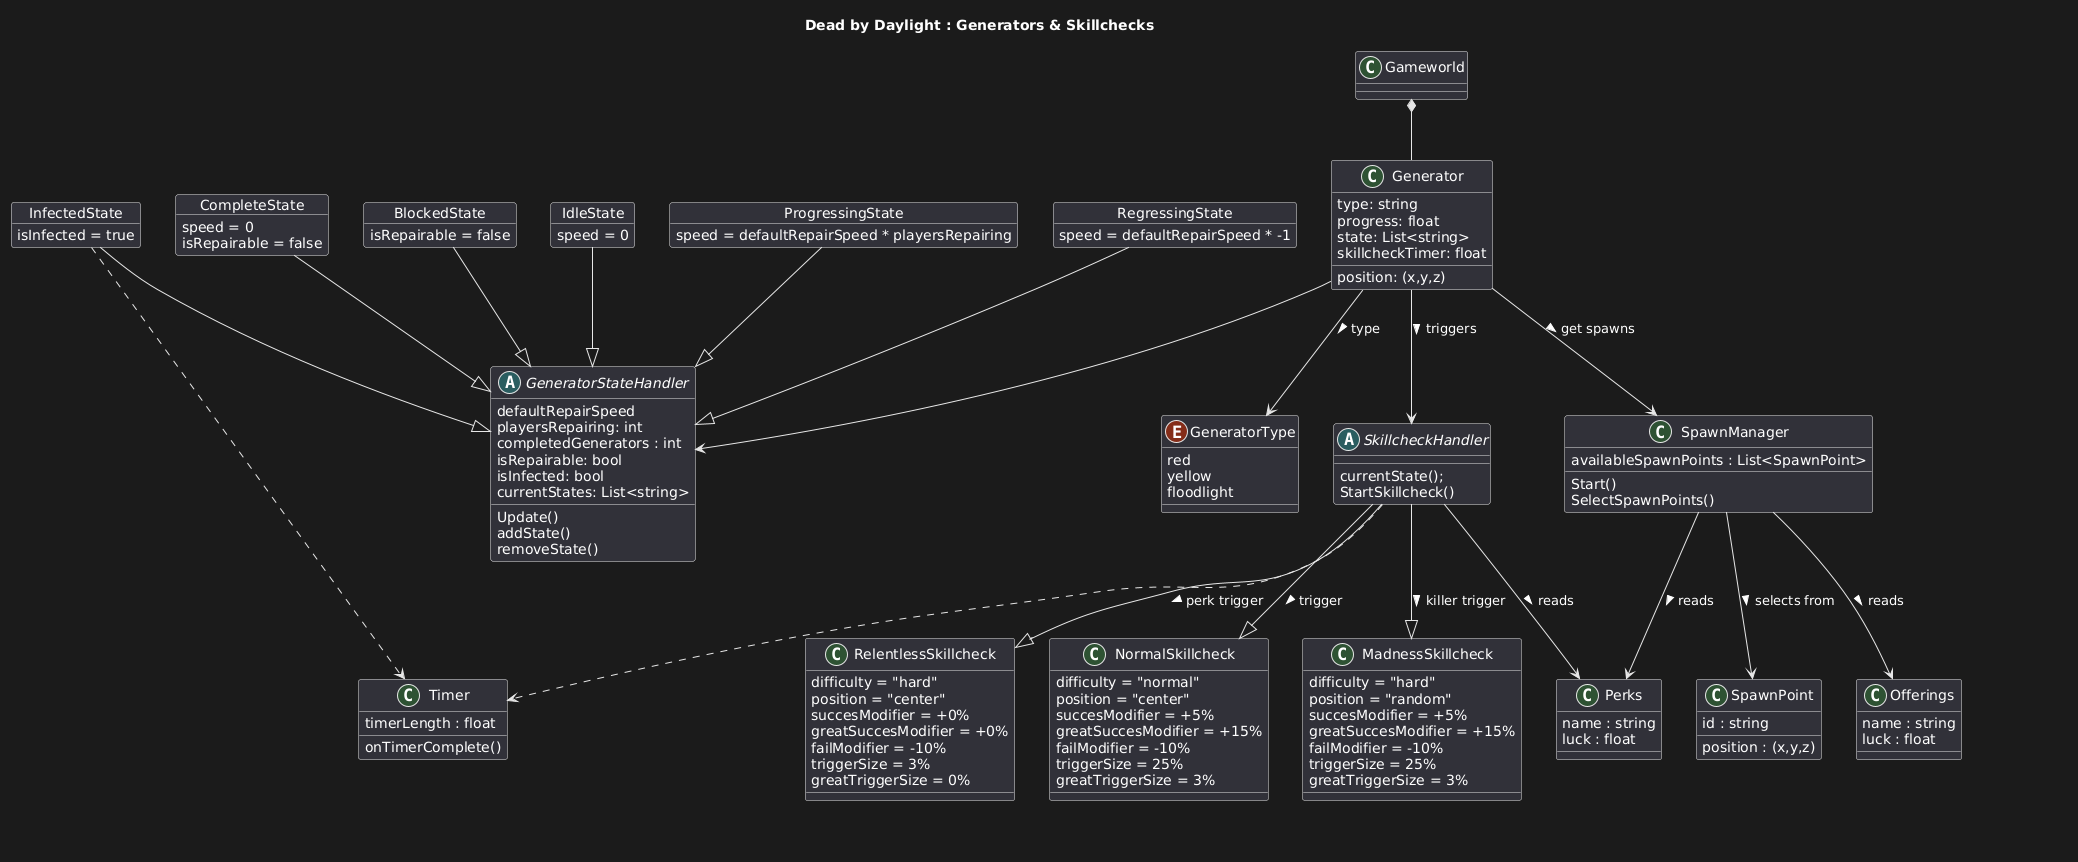 Dead by Daylight : Generators & Skillchecks
C Gameworld
C Generator
type: string
progress: float
state: List<string>
skillcheckTimer: float
position: (x,y,z)
InfectedState
isInfected = true
CompleteState
speed = 0
isRepairable = false
BlockedState
isRepairable = false
IdleState
speed = 0
ProgressingState
speed = defaultRepairSpeed * playersRepairing
RegressingState
speed = defaultRepairSpeed * -1
type
triggers
get spawns
A GeneratorStateHandler
defaultRepairSpeed
playersRepairing: int
completedGenerators : int
isRepairable: bool
isInfected: bool
currentStates: List<string>
Update()
addState()
removeState()
E GeneratorType
red
yellow
floodlight
A SkillcheckHandler
currentState();
StartSkillcheck()
C SpawnManager
availableSpawnPoints : List<SpawnPoint>
Start()
SelectSpawnPoints()
perk trigger
trigger
killer trigger
reads
reads
selects from
reads
C Timer
timerLength : float
onTimerComplete()
C RelentlessSkillcheck
difficulty = "hard"
position = "center"
succesModifier = +0%
greatSuccesModifier = +0%
failModifier = -10%
triggerSize = 3%
greatTriggerSize = 0%
C NormalSkillcheck
difficulty = "normal"
position = "center"
succesModifier = +5%
greatSuccesModifier = +15%
failModifier = -10%
triggerSize = 25%
greatTriggerSize = 3%
C MadnessSkillcheck
difficulty = "hard"
position = "random"
succesModifier = +5%
greatSuccesModifier = +15%
failModifier = -10%
triggerSize = 25%
greatTriggerSize = 3%
C Perks
name : string
luck : float
C SpawnPoint
id : string
position : (x,y,z)
C Offerings
name : string
luck : float